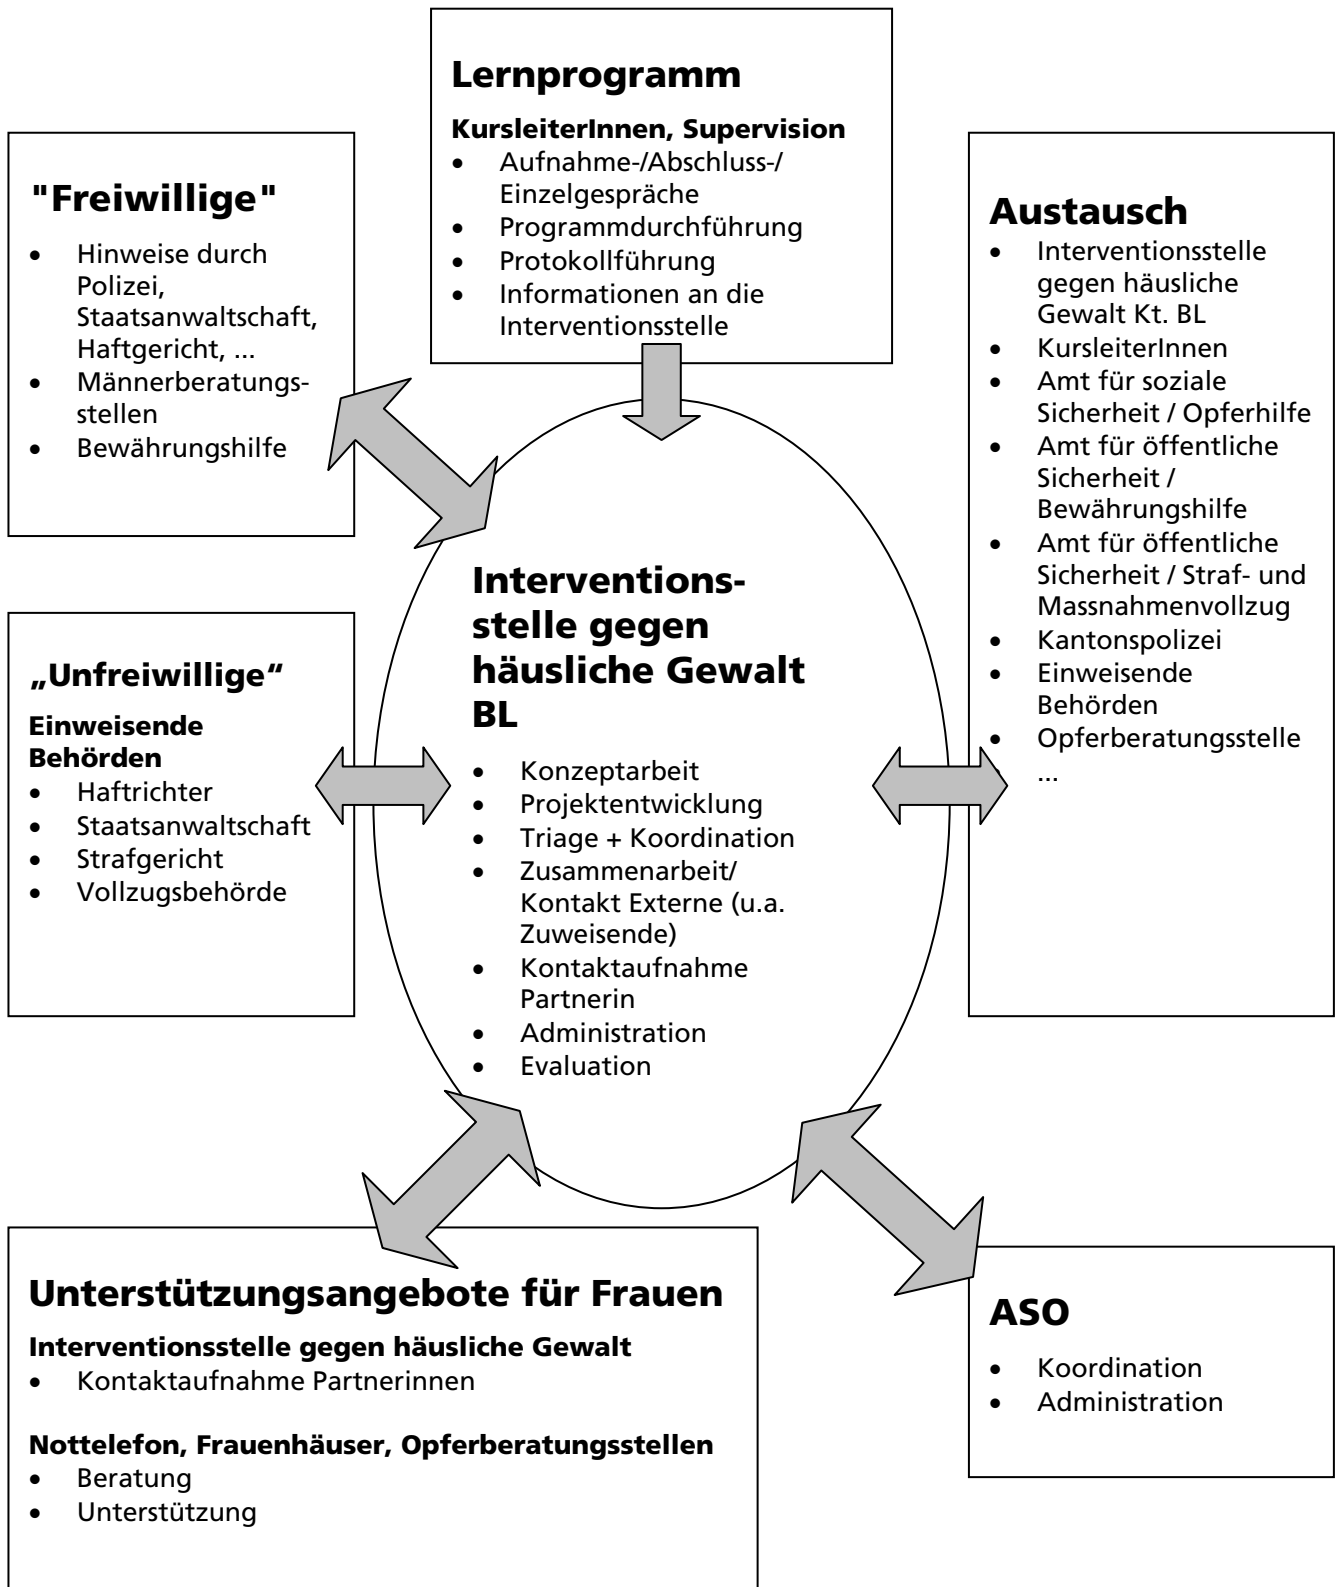 Lernprogramm
KursleiterInnen, Supervision
• Aufnahme-/Abschluss-/
Einzelgespräche
• Programmdurchführung
• Protokollführung
• Informationen an die
Interventionsstelle
"Freiwillige"
• Hinweise durch
Polizei,
Staatsanwaltschaft,
Haftgericht, ...
• Männerberatungs-
stellen
• Bewährungshilfe
Austausch
• Interventionsstelle
gegen häusliche
Gewalt Kt. BL
• KursleiterInnen
• Amt für soziale
Sicherheit / Opferhilfe
• Amt für öffentliche
Sicherheit /
Bewährungshilfe
• Amt für öffentliche
Sicherheit / Straf- und
Massnahmenvollzug
• Kantonspolizei
• Einweisende
Behörden
• Opferberatungsstelle
• ...
„Unfreiwillige“
Einweisende
Behörden
• Haftrichter
• Staatsanwaltschaft
• Strafgericht
• Vollzugsbehörde
Interventions-
stelle gegen
häusliche Gewalt
BL
• Konzeptarbeit
• Projektentwicklung
• Triage + Koordination
• Zusammenarbeit/
Kontakt Externe (u.a.
Zuweisende)
• Kontaktaufnahme
Partnerin
• Administration
• Evaluation
Unterstützungsangebote für Frauen
Interventionsstelle gegen häusliche Gewalt
• Kontaktaufnahme Partnerinnen
Nottelefon, Frauenhäuser, Opferberatungsstellen
• Beratung
• Unterstützung
ASO
• Koordination
• Administration